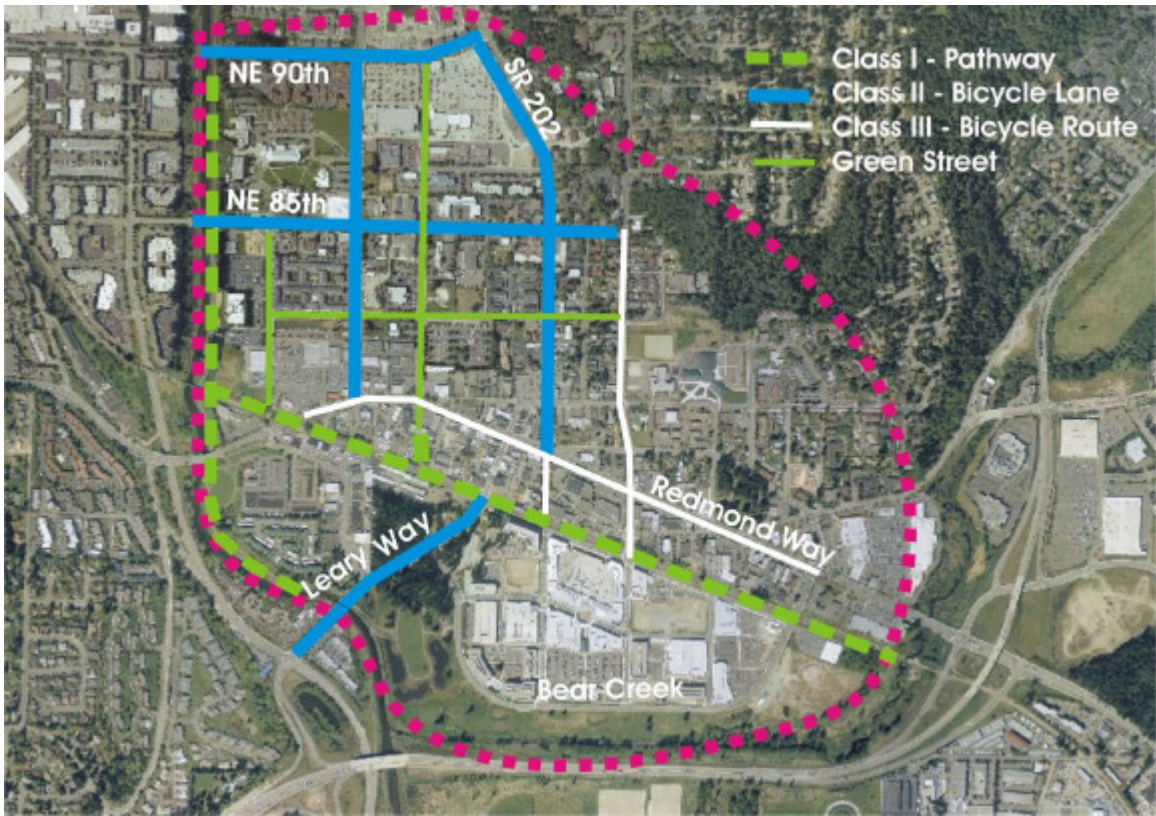 NE 90th
SR 202
Class I - Pathway
Class II - Bicycle Lane
Class III - Bicycle Route
Green Street
NE 85th
Redmond Way
Leary Way
Bear Creek